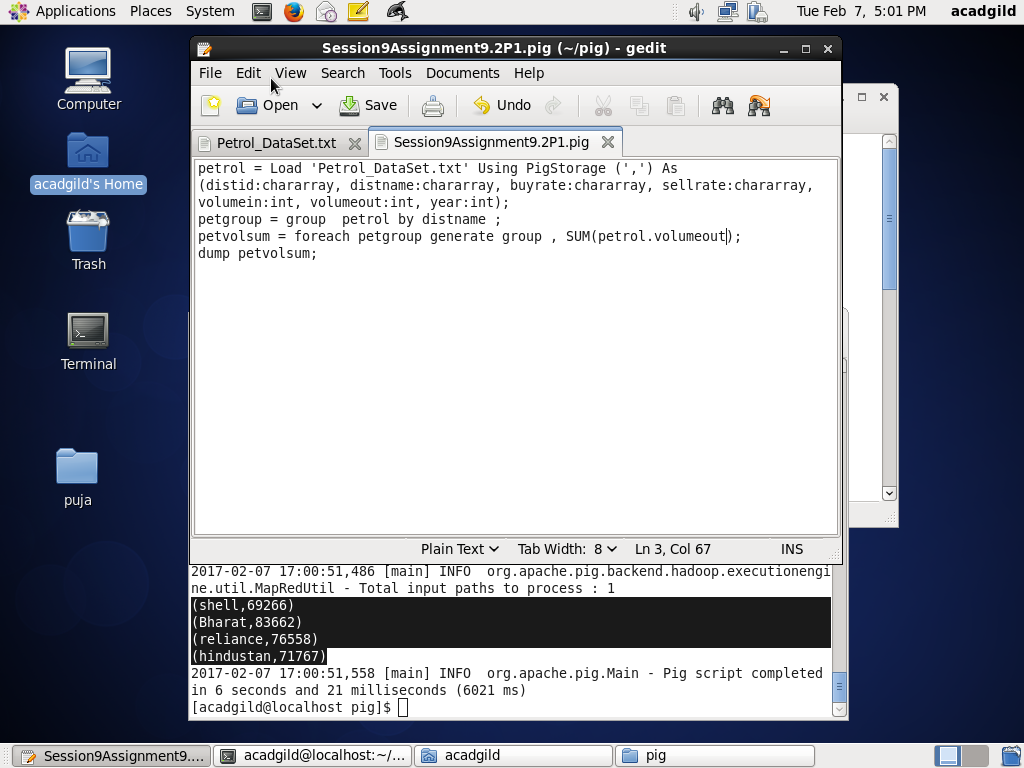 Applications Places System
Tue Feb 7, 5:01 PM acadgild
Computer
acadgild's Home
Trash
Terminal
puja
Session9Assignment9.2P1.pig (~/pig) - gedit
File Edit View Search Tools Documents Help
Open Save Undo
Petrol_DataSet.txt Session9Assignment9.2P1.pig
petrol = Load 'Petrol_DataSet.txt' Using PigStorage (',') As
(distid:chararray, distname:chararray, buyrate:chararray, sellrate:chararray,
volumein:int, volumeout:int, year:int);
petgroup = group  petrol by distname ;
petvolsum = foreach petgroup generate group , SUM(petrol.volumeout);
dump petvolsum;
Plain Text Tab Width: 8 Ln 3, Col 67 INS
2017-02-07 17:00:51,486 [main] INFO  org.apache.pig.backend.hadoop.executionengi
ne.util.MapRedUtil - Total input paths to process : 1
(shell,69266)
(Bharat,83662)
(reliance,76558)
(hindustan,71767)
2017-02-07 17:00:51,558 [main] INFO  org.apache.pig.Main - Pig script completed
in 6 seconds and 21 milliseconds (6021 ms)
[acadgild@localhost pig]$
Session9Assignment9.... acadgild@localhost:~/... acadgild pig